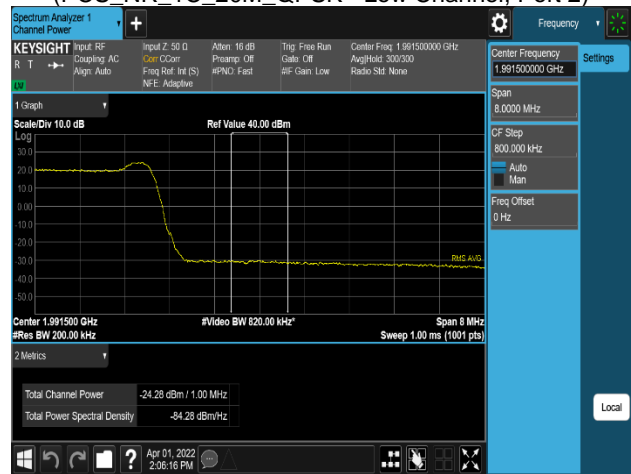 (PCS_NR_1C_20M_QPSK - Low Channel, Port 2)
Spectrum Analyzer 1
Channel Power
Frequency
KEYSIGHT
R T
Input: RF
Coupling: AC
Align: Auto
Input Z: 50 Ω
Corr CCorr
Freq Ref: Int (S)
NFE: Adaptive
Atten: 16 dB
Preamp: Off
#PNO: Fast
Trig: Free Run
Gate: Off
#IF Gain: Low
Center Freq: 1.991500000 GHz
Avg|Hold: 300/300
Radio Std: None
Center Frequency
1.991500000 GHz
Settings
Span
8.0000 MHz
CF Step
800.000 kHz
Auto
Man
Freq Offset
0 Hz
1 Graph
Scale/Div 10.0 dB
Ref Value 40.00 dBm
Log
30.0
20.0
10.0
0.00
-10.0
-20.0
-30.0
-40.0
-50.0
RMS AVG
Center 1.991500 GHz
#Video BW 820.00 kHz*
Span 8 MHz
#Res BW 200.00 kHz
Sweep 1.00 ms (1001 pts)
2 Metrics
Total Channel Power -24.28 dBm / 1.00 MHz
Total Power Spectral Density -84.28 dBm/Hz
Local
Apr 01, 2022
2:06:16 PM